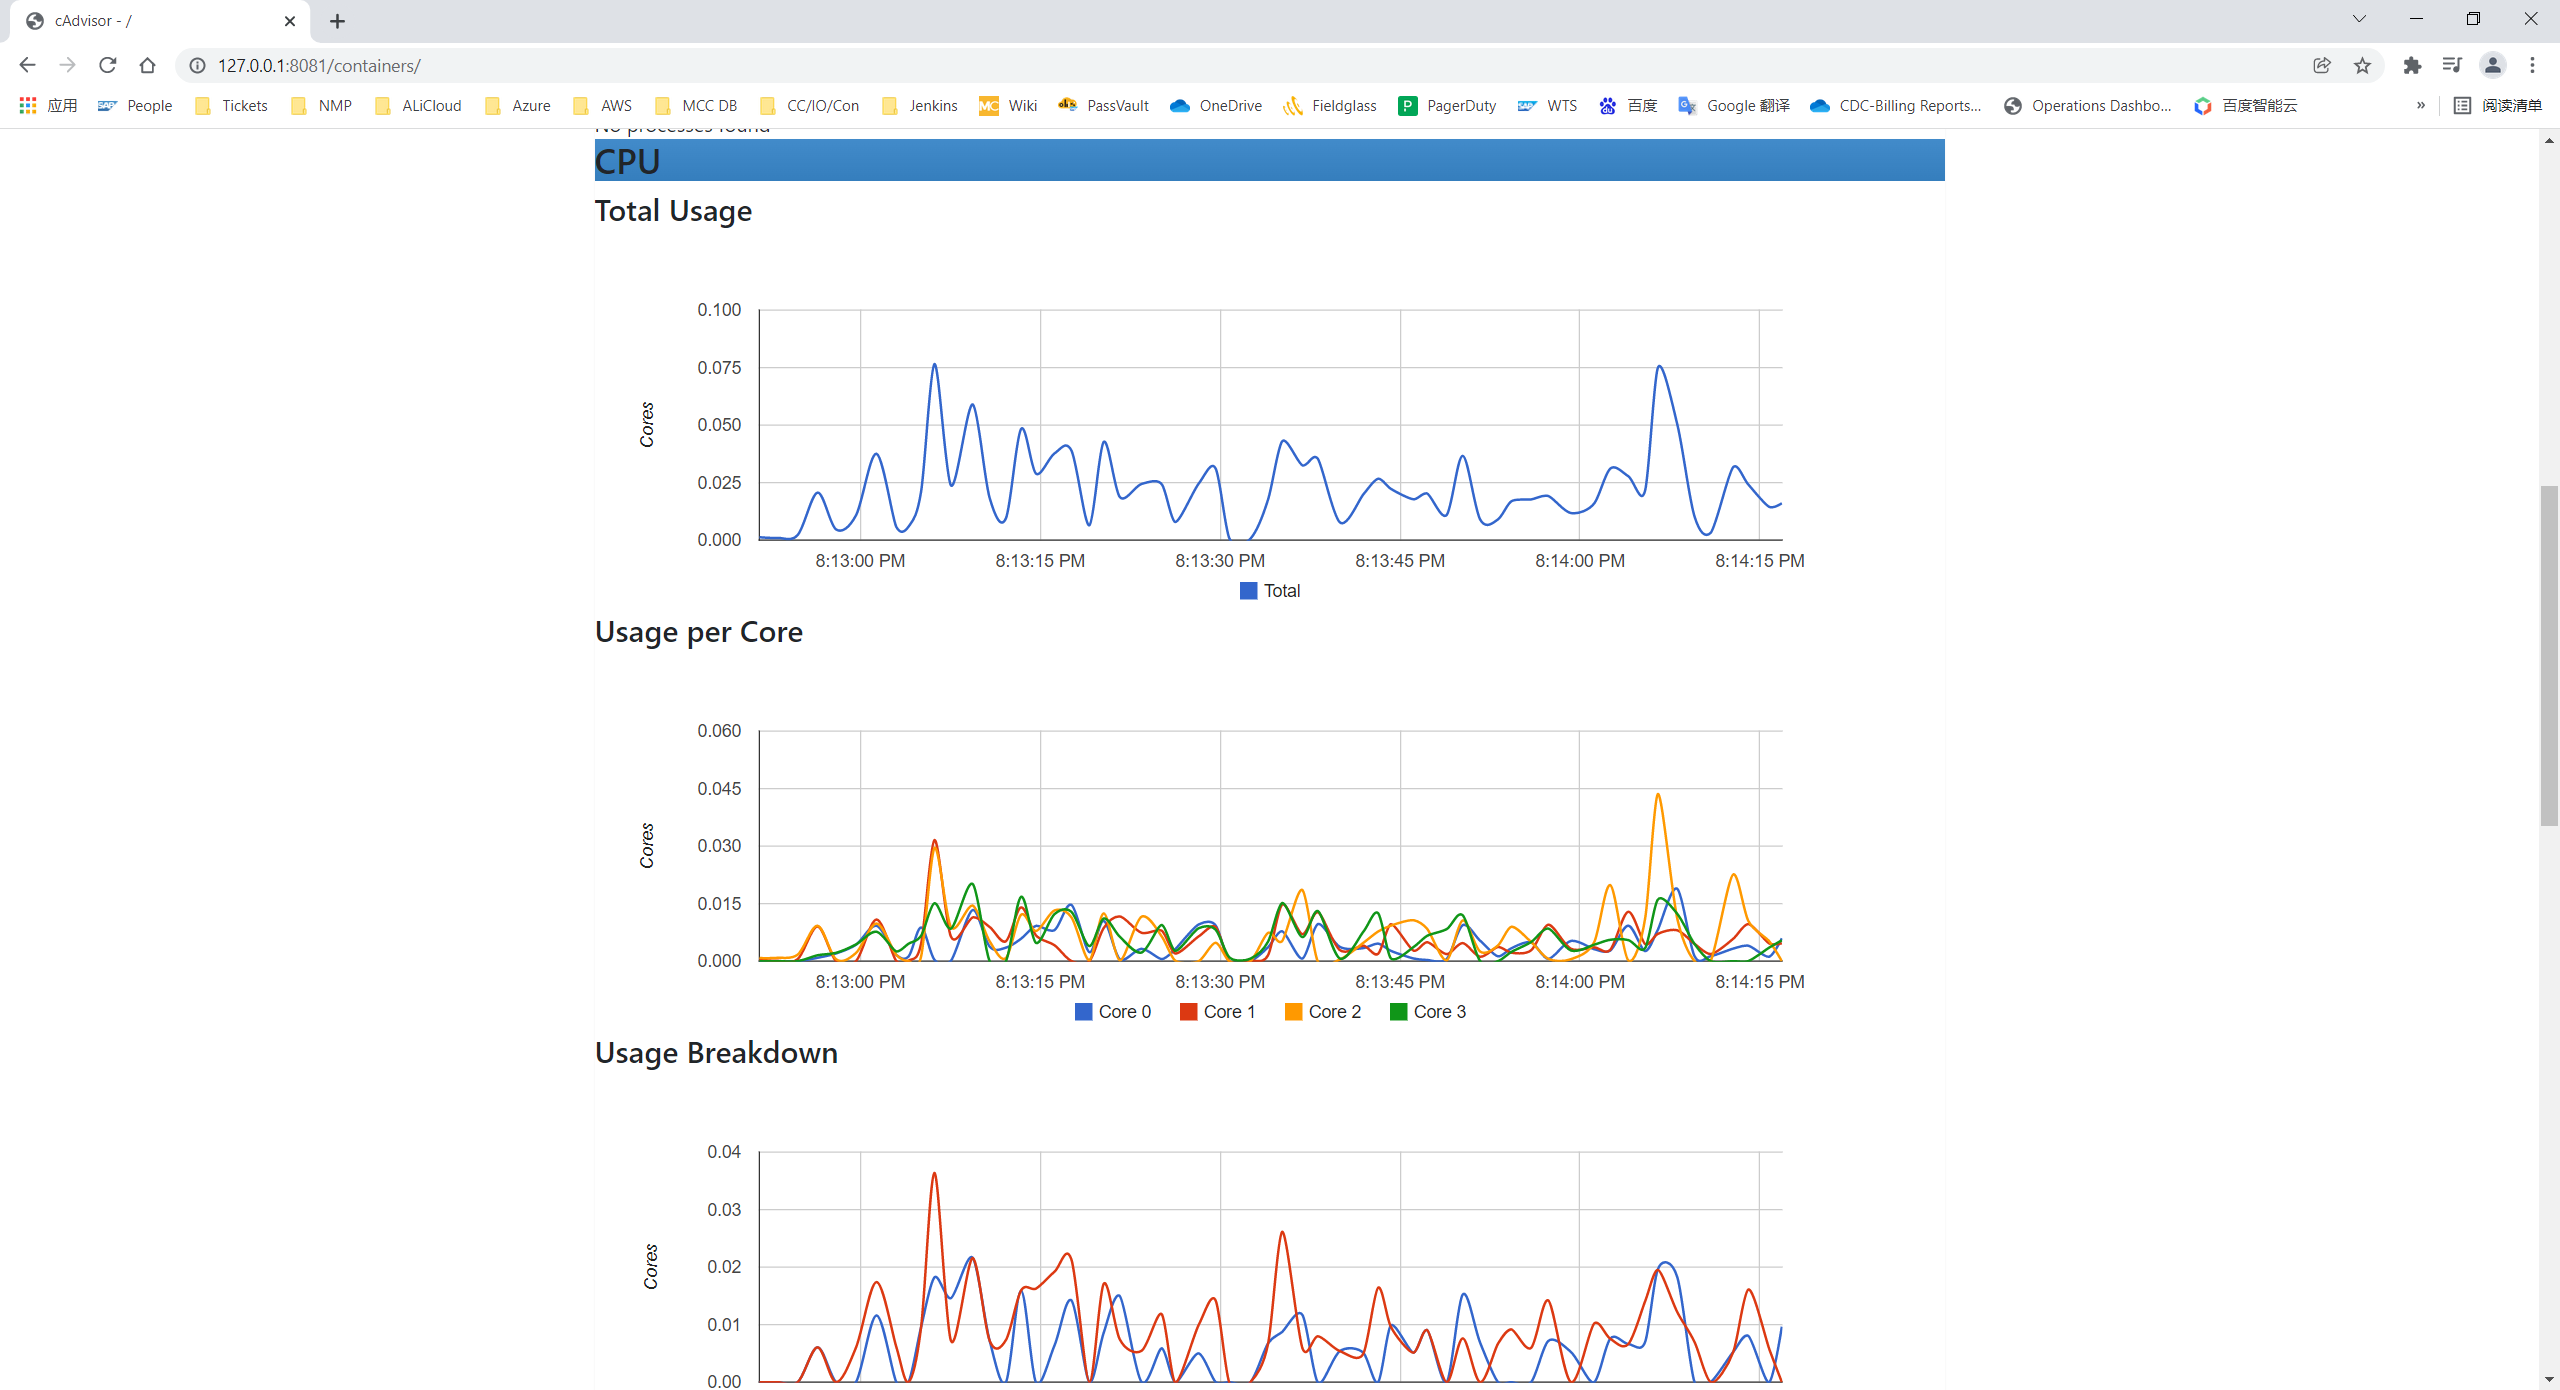 cAdvisor - /
127.0.0.1:8081/containers/
应用 People Tickets NMP ALiCloud Azure AWS MCC DB CC/IO/Con Jenkins Wiki PassVault OneDrive Fieldglass PagerDuty WTS 百度 Google 翻译 CDC-Billing Reports... Operations Dashbo... 百度智能云 » 阅读清单
No processes found
CPU
Total Usage
0.100
0.075
0.050
0.025
0.000
Cores
8:13:00 PM 8:13:15 PM 8:13:30 PM 8:13:45 PM 8:14:00 PM 8:14:15 PM
Total
Usage per Core
0.060
0.045
0.030
0.015
0.000
Cores
8:13:00 PM 8:13:15 PM 8:13:30 PM 8:13:45 PM 8:14:00 PM 8:14:15 PM
Core 0 Core 1 Core 2 Core 3
Usage Breakdown
0.04
0.03
0.02
0.01
0.00
Cores